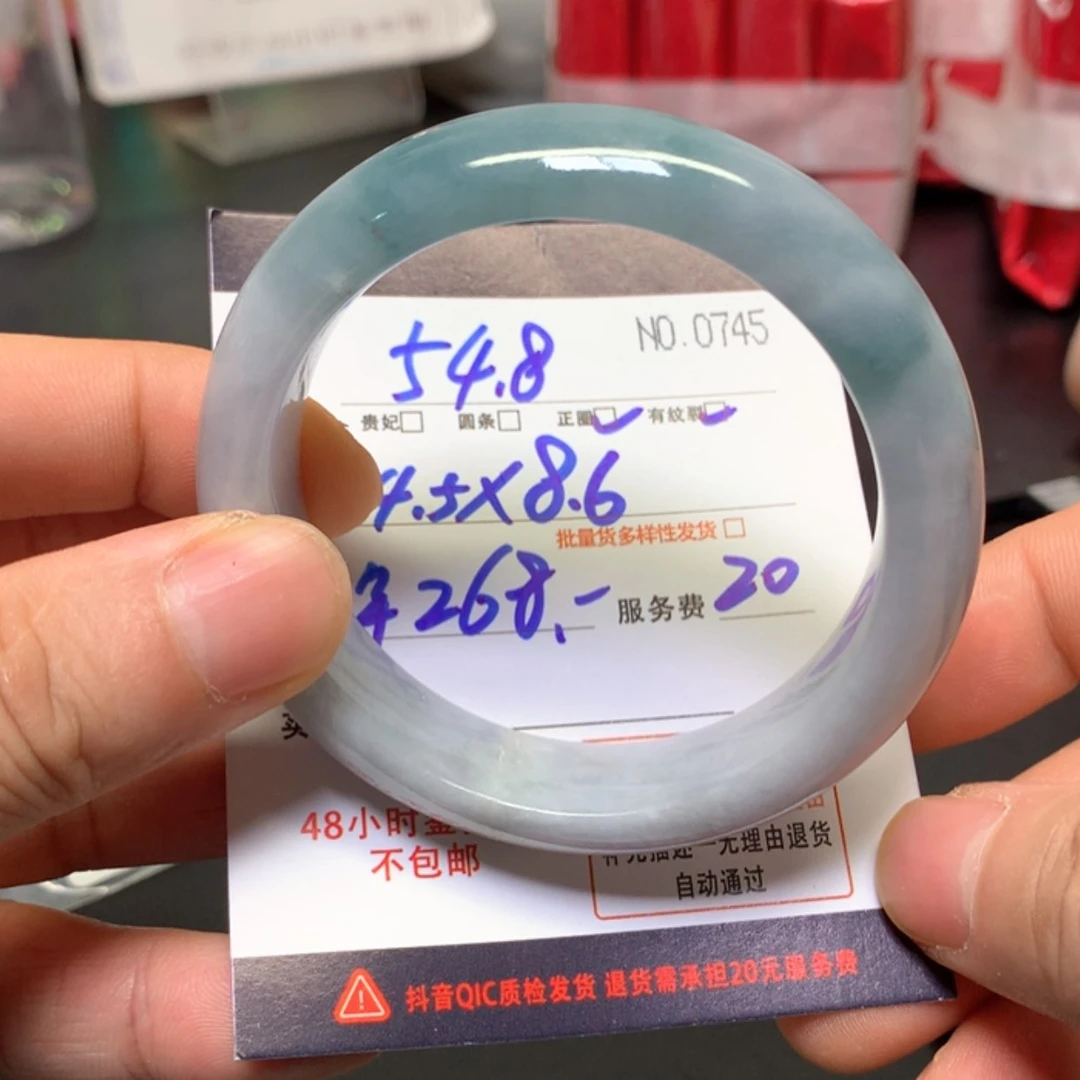 NO.0745
54.8
贵妃□ 圆条□ 正圈□✓ 有纹裂□✓
4.5×8.6
批量货多样性发货□
¥268.- 服务费 20
48小时
不包邮
无理由退货
自动通过
抖音QIC质检发货 退货需承担20元服务费